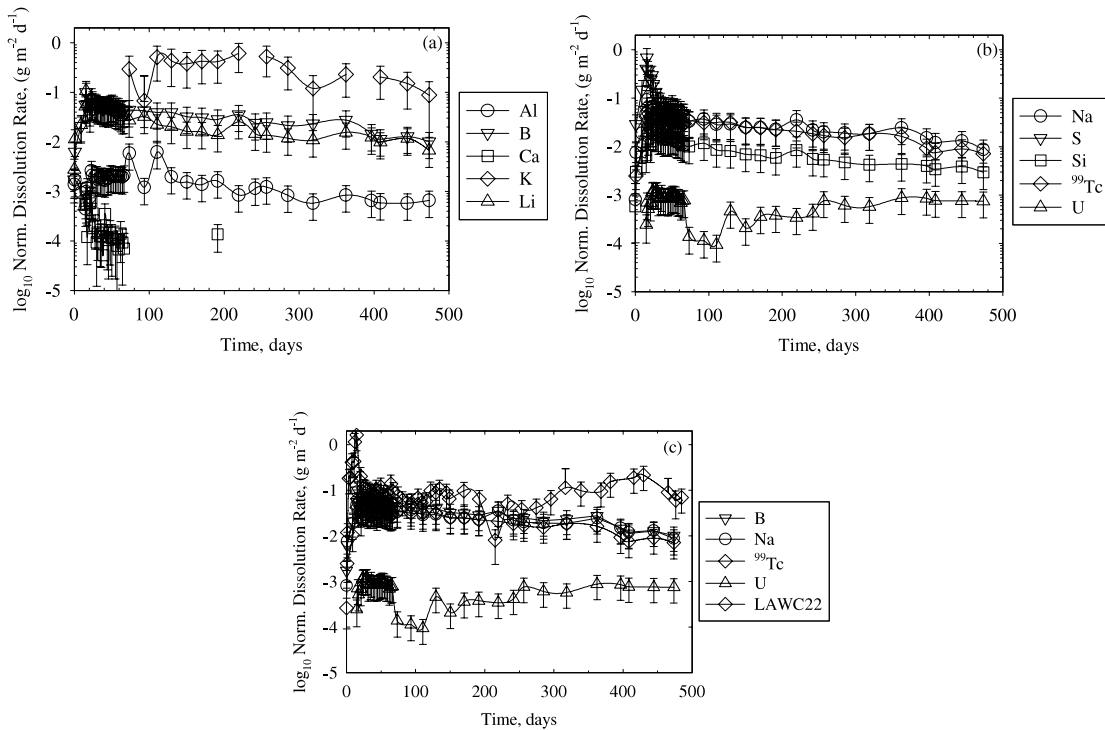 (a)
log10 Norm. Dissolution Rate, (g m-2 d-1)
0
-1
-2
-3
-4
-5
0 100 200 300 400 500
Time, days
Al
B
Ca
K
Li
(b)
log10 Norm. Dissolution Rate, (g m-2 d-1)
0
-1
-2
-3
-4
-5
0 100 200 300 400 500
Time, days
Na
S
Si
99Tc
U
(c)
log10 Norm. Dissolution Rate, (g m-2 d-1)
0
-1
-2
-3
-4
-5
0 100 200 300 400 500
Time, days
B
Na
99Tc
U
LAWC22